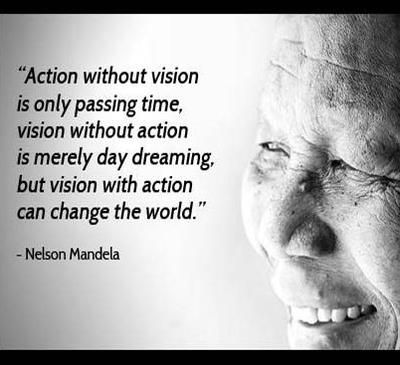 “Action without vision
is only passing time,
vision without action
is merely day dreaming,
but vision with action
can change the world.”
- Nelson Mandela